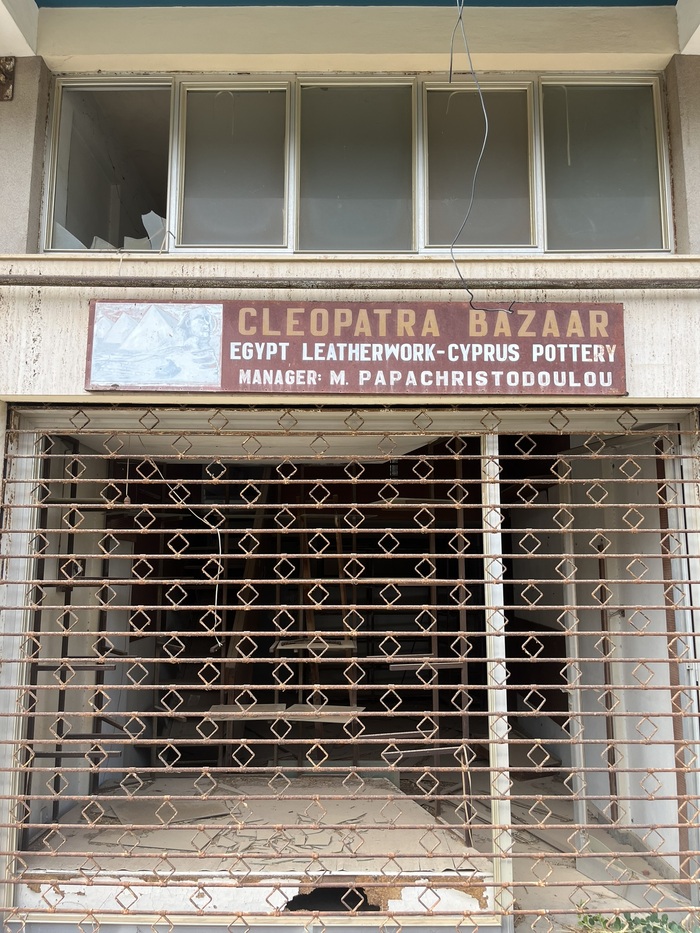 CLEOPATRA BAZAAR
EGYPT LEATHERWORK-CYPRUS POTTERY
MANAGER: M. PAPACHRISTODOULOU